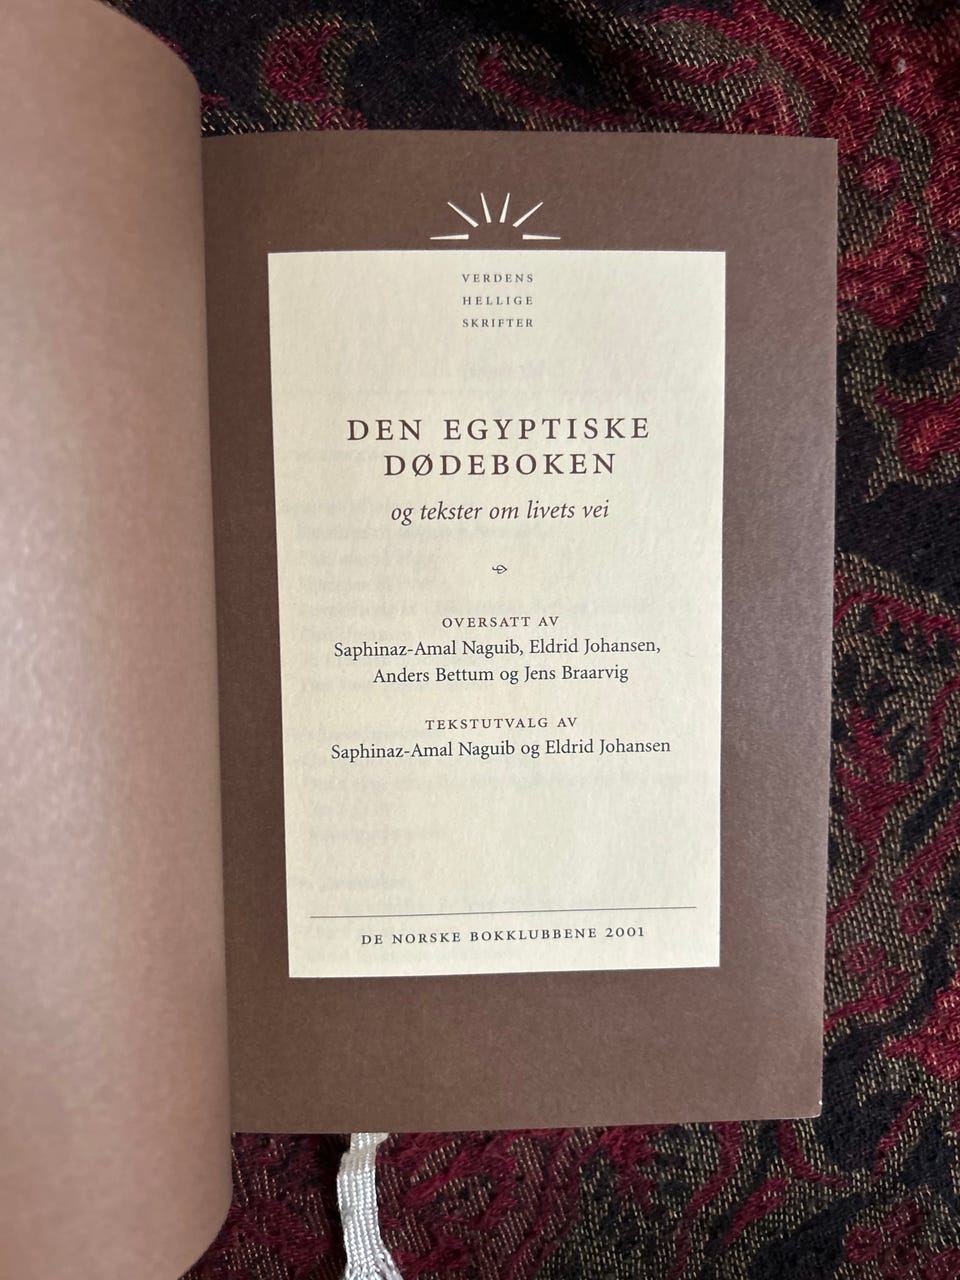 VERDENS
HELLIGE
SKRIFTER
DEN EGYPTISKE
DØDEBOKEN
og tekster om livets vei
OVERSATT AV
Saphinaz-Amal Naguib, Eldrid Johansen,
Anders Bettum og Jens Braarvig
TEKSTUTVALG AV
Saphinaz-Amal Naguib og Eldrid Johansen
DE NORSKE BOKKLUBBENE 2001